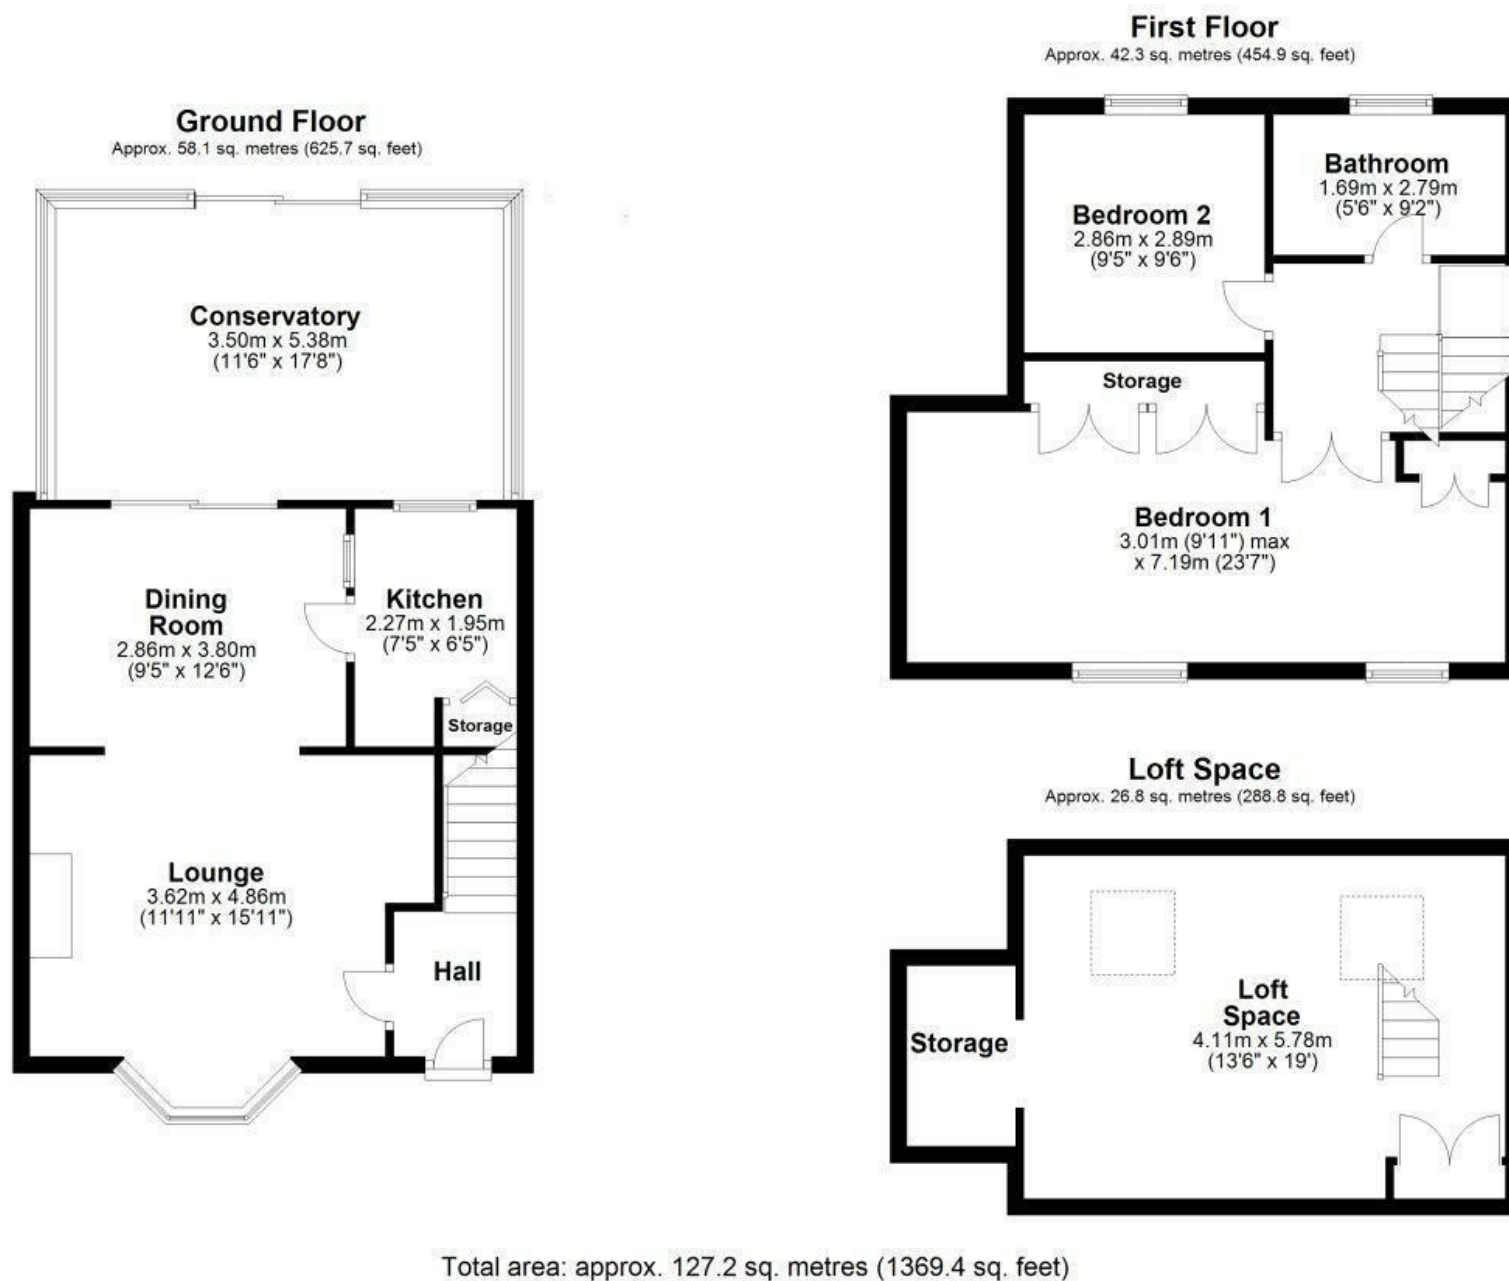 Ground Floor
Approx. 58.1 sq. metres (625.7 sq. feet)
Conservatory
3.50m x 5.38m
(11'6" x 17'8")
Dining
Room
2.86m x 3.80m
(9'5" x 12'6")
Kitchen
2.27m x 1.95m
(7'5" x 6'5")
Storage
Lounge
3.62m x 4.86m
(11'11" x 15'11")
Hall
First Floor
Approx. 42.3 sq. metres (454.9 sq. feet)
Bedroom 2
2.86m x 2.89m
(9'5" x 9'6")
Bathroom
1.69m x 2.79m
(5'6" x 9'2")
Storage
Bedroom 1
3.01m (9'11") max
x 7.19m (23'7")
Loft Space
Approx. 26.8 sq. metres (288.8 sq. feet)
Storage
Loft
Space
4.11m x 5.78m
(13'6" x 19')
Total area: approx. 127.2 sq. metres (1369.4 sq. feet)